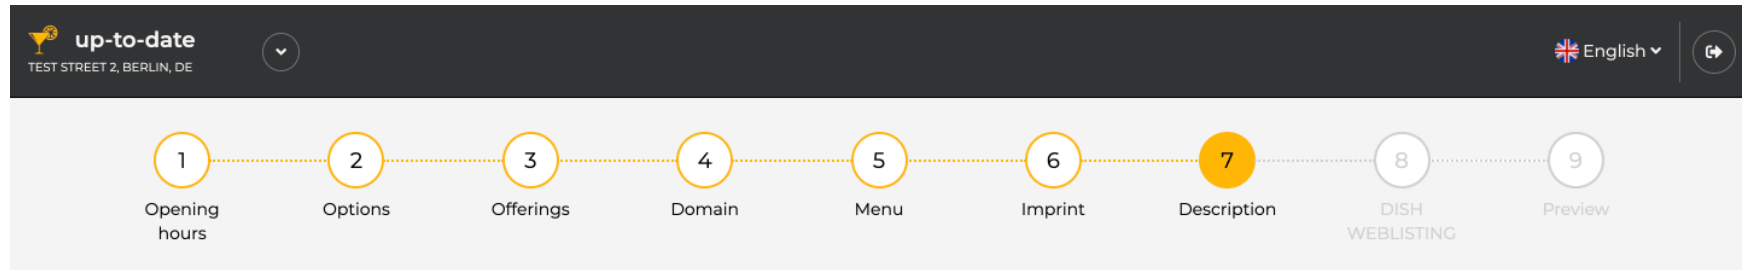 up-to-date
TEST STREET 2, BERLIN, DE
English
1
2
3
4
5
6
7
8
9
Opening
hours
Options
Offerings
Domain
Menu
Imprint
Description
DISH
WEBLISTING
Preview